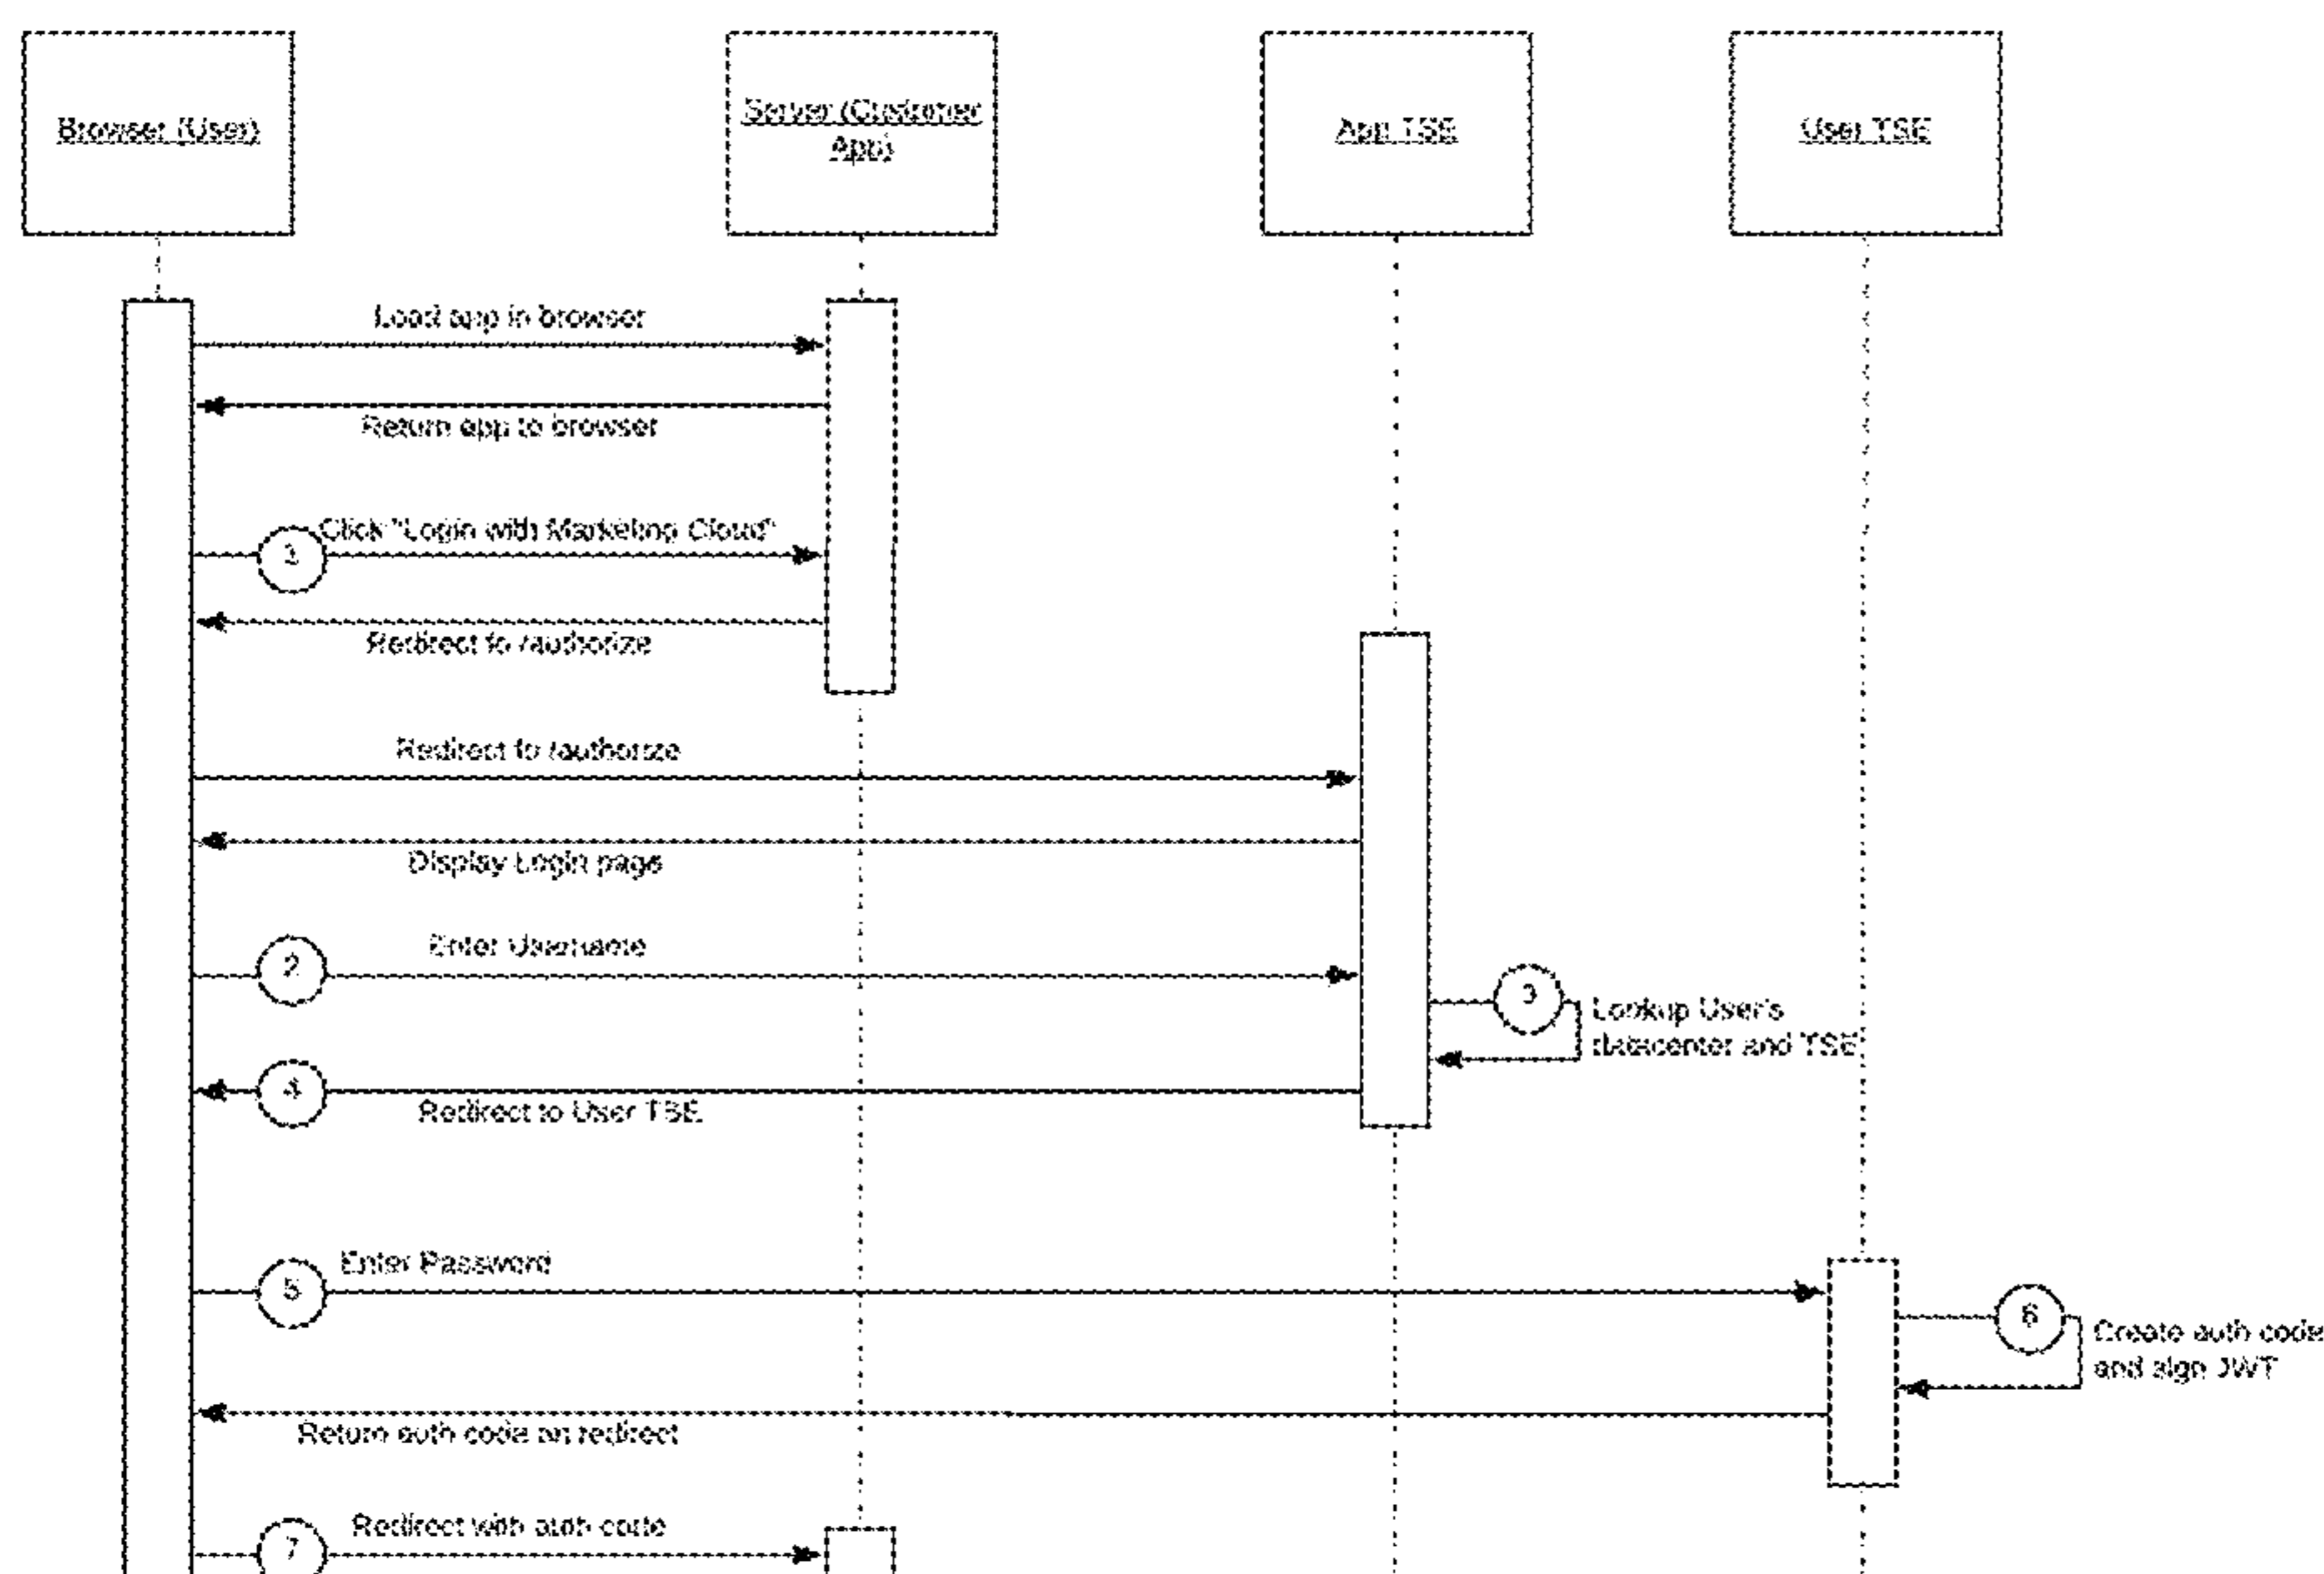 Browser (User)
Server (Customer
App)
App TSE
User TSE
Load app in browser
Return app to browser
Click "Login with Marketing Cloud"
1
Redirect to /authorize
Redirect to /authorize
Display Login page
Enter Username
2
3
Lookup User's
datacenter and TSE
4
Redirect to User TSE
Enter Password
5
6
Create auth code
and sign JWT
Return auth code on redirect
Redirect with auth code
7